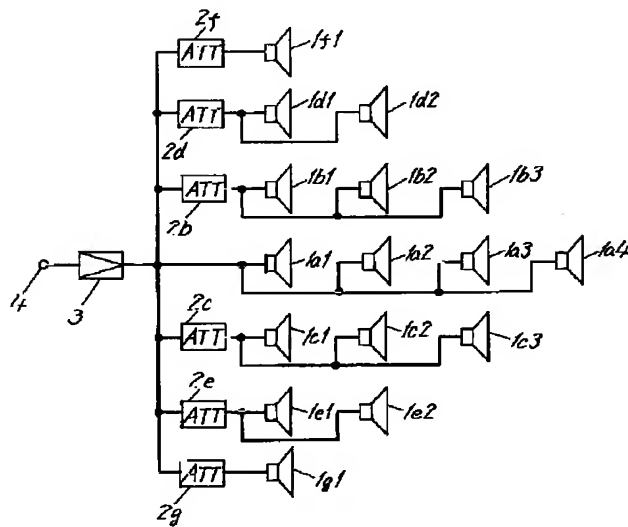 2f
ATT
1f1
ATT
1d1
1d2
2d
ATT
1b1
1b2
1b3
2b
1a1
1a2
1a3
1a4
4
3
2c
ATT
1c1
1c2
1c3
2e
ATT
1e1
1e2
ATT
1g1
2g